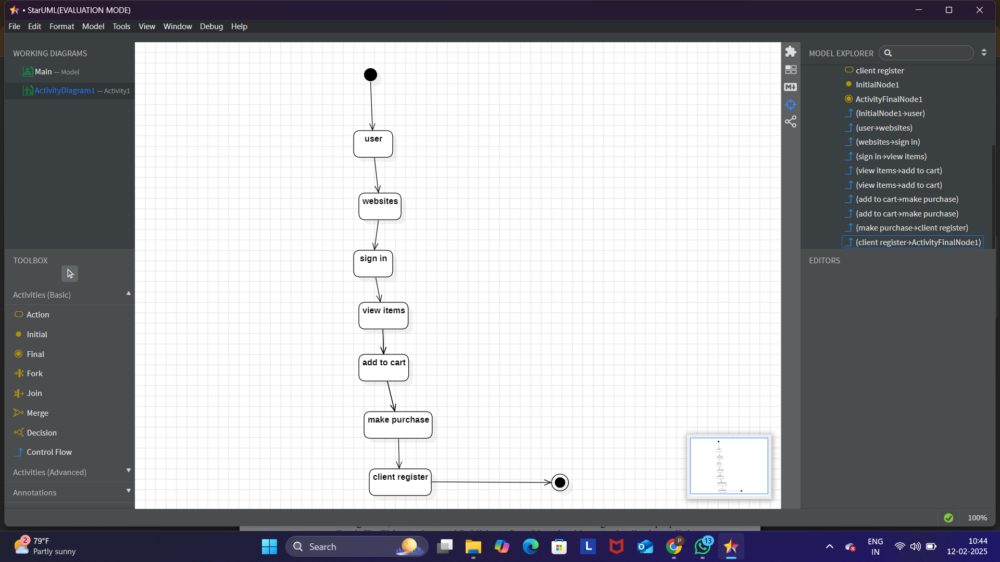 • StarUML(EVALUATION MODE)
File Edit Format Model Tools View Window Debug Help
WORKING DIAGRAMS
Main — Model
ActivityDiagram1 — Activity1
TOOLBOX
Activities (Basic)
Action
Initial
Final
Fork
Join
Merge
Decision
Control Flow
Activities (Advanced)
Annotations
user
websites
sign in
view items
add to cart
make purchase
client register
MODEL EXPLORER
client register
InitialNode1
ActivityFinalNode1
(InitialNode1→user)
(user→websites)
(websites→sign in)
(sign in→view items)
(view items→add to cart)
(view items→add to cart)
(add to cart→make purchase)
(add to cart→make purchase)
(make purchase→client register)
(client register→ActivityFinalNode1)
EDITORS
M
100%
2
79°F
Partly sunny
Search
L
P
13
ENG
IN
10:44
12-02-2025